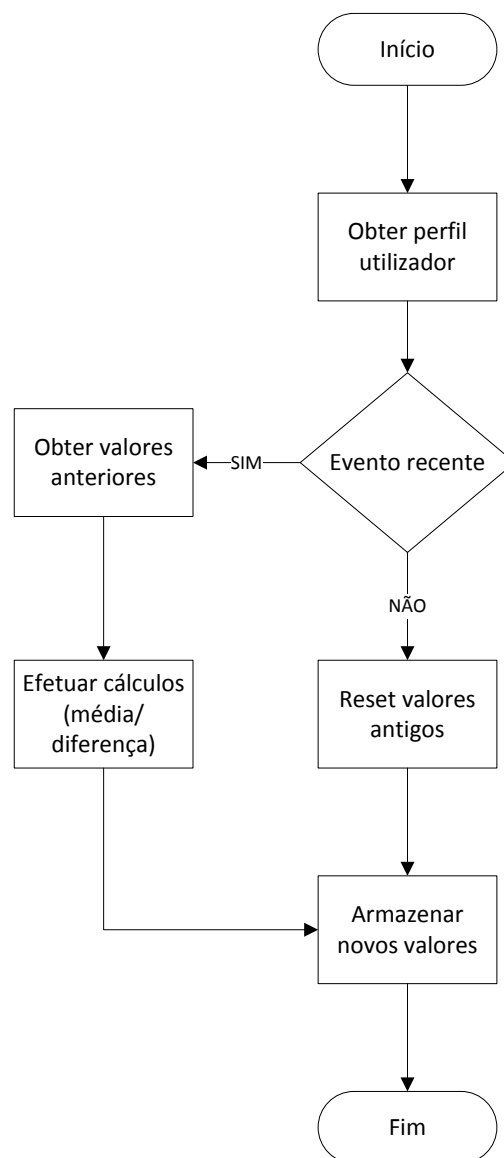 Início
Obter perfil
utilizador
Evento recente
SIM
Obter valores
anteriores
NÃO
Efetuar cálculos
(média/
diferença)
Reset valores
antigos
Armazenar
novos valores
Fim